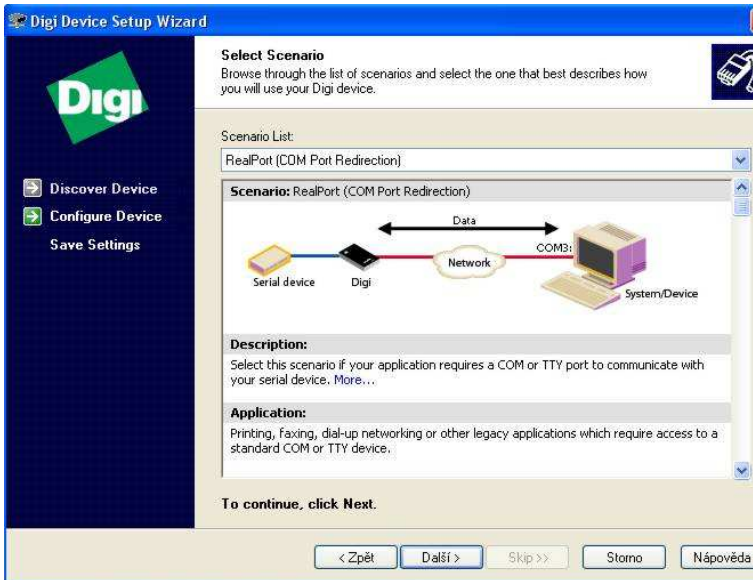 Digi Device Setup Wizard
Select Scenario
Browse through the list of scenarios and select the one that best describes how
you will use your Digi device.
DIGI
Discover Device
Configure Device
Save Settings
Scenario List:
RealPort (COM Port Redirection)
Scenario: RealPort (COM Port Redirection)
Data
COM3:
Network
Serial device
Digi
System/Device
Description:
Select this scenario if your application requires a COM or TTY port to communicate with
your serial device. More...
Application:
Printing, faxing, dial-up networking or other legacy applications which require access to a
standard COM or TTY device.
To continue, click Next.
< Zpět
Další >
Skip >>
Storno
Nápověda